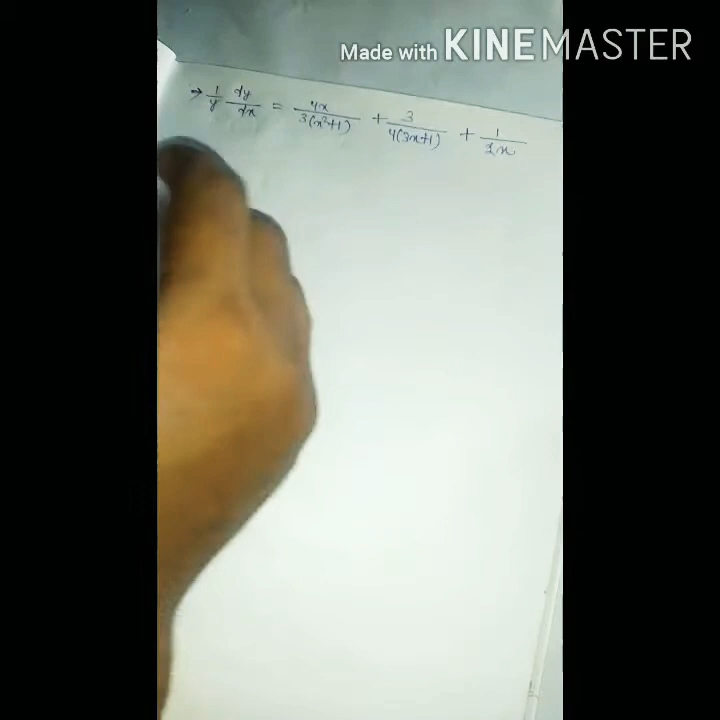 Made with KINEMASTER
→ 1/y dy/dx = 4x/3(x²+1) + 3/4(3x+1) + 1/2x